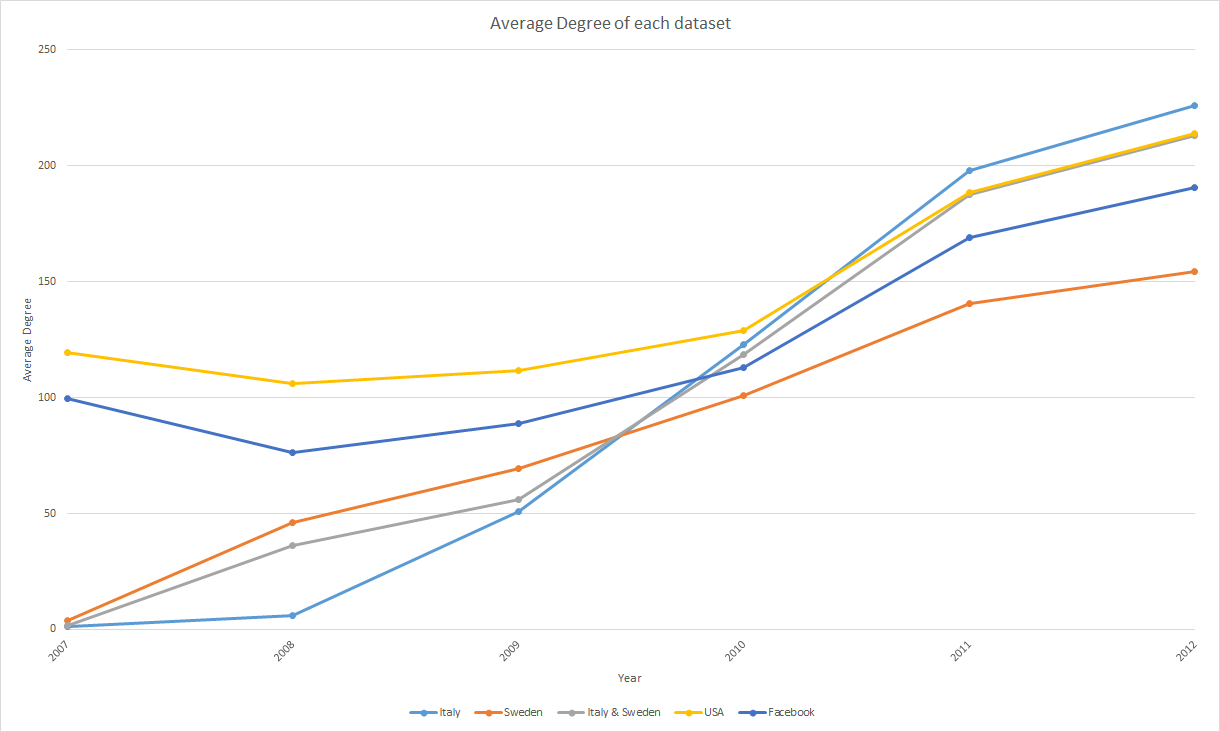 Average Degree of each dataset
250
200
150
100
50
0
Average Degree
2007 2008 2009 2010 2011 2012
Year
Italy Sweden Italy & Sweden USA Facebook